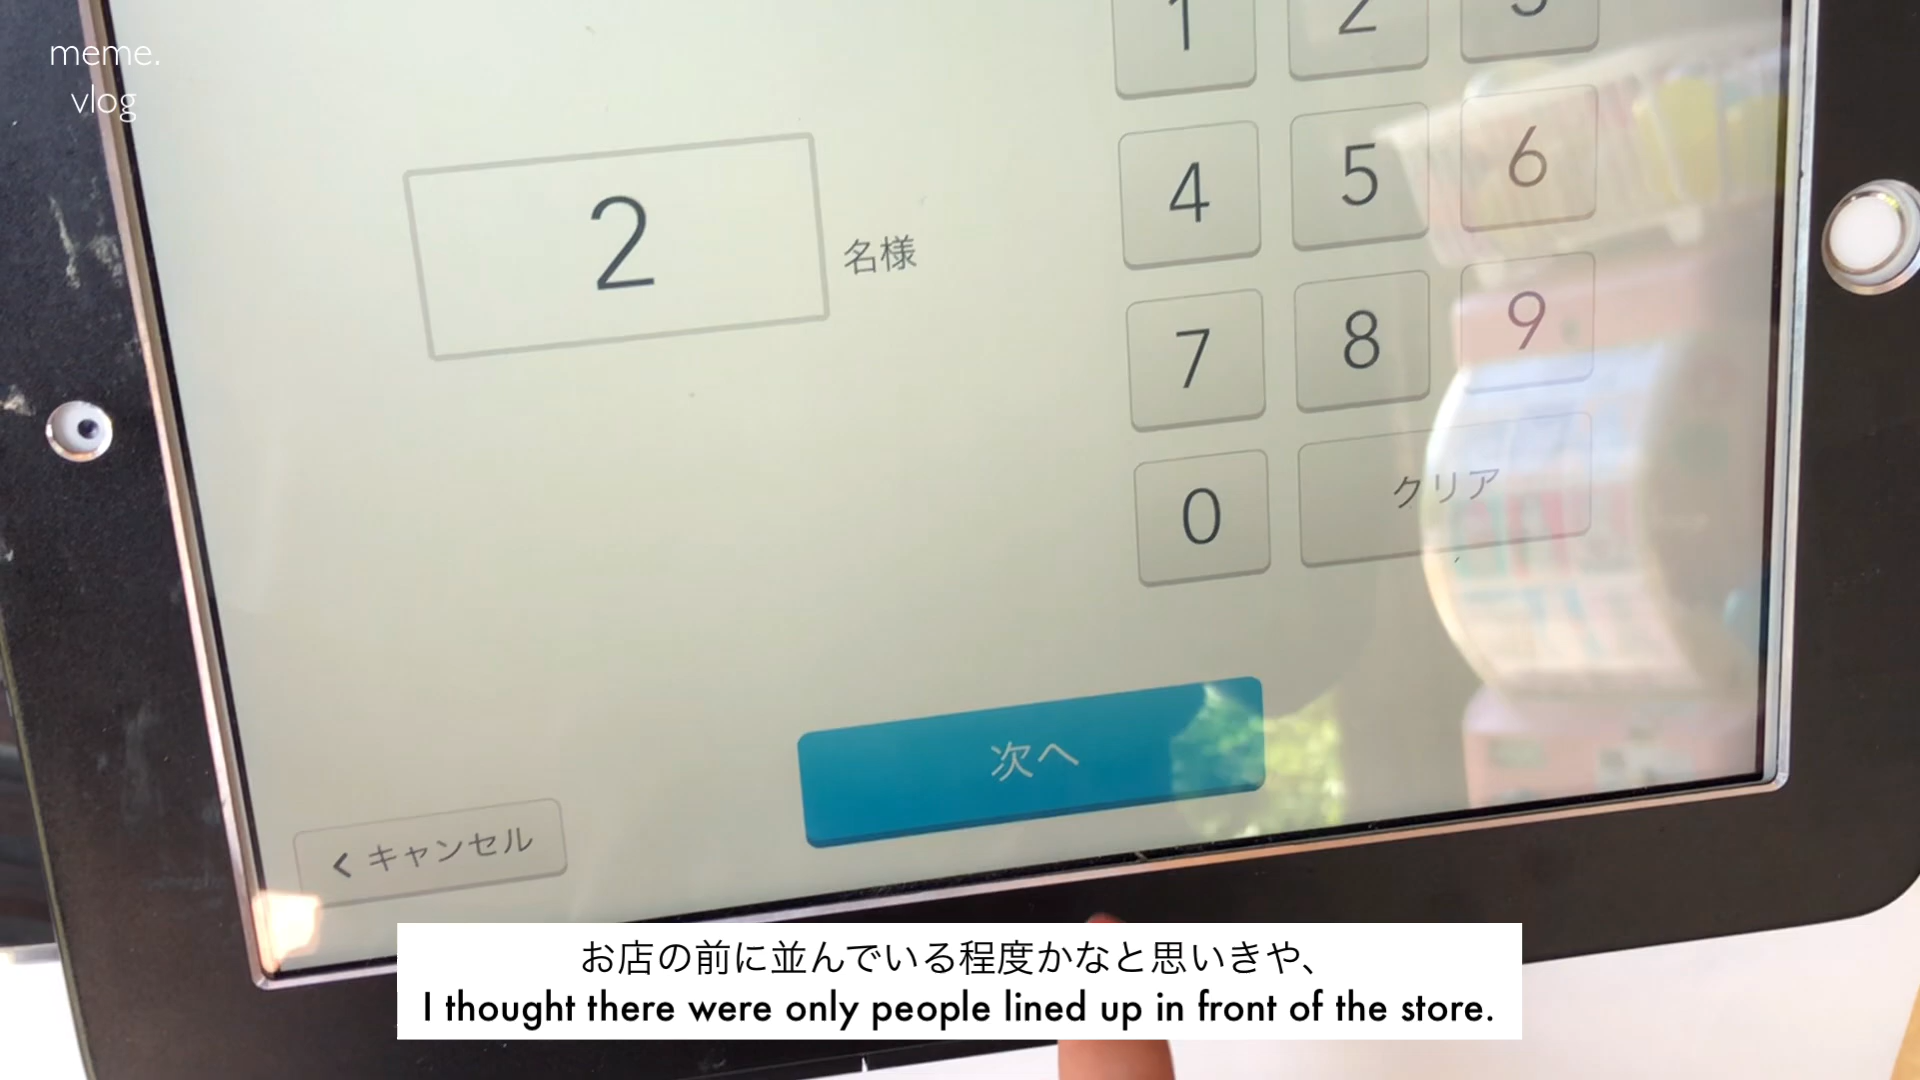 meme.
vlog
1 2 3
4 5 6
2 名様
7 8 9
0 クリア
次へ
キャンセル
お店の前に並んでいる程度かなと思いきや、
I thought there were only people lined up in front of the store.